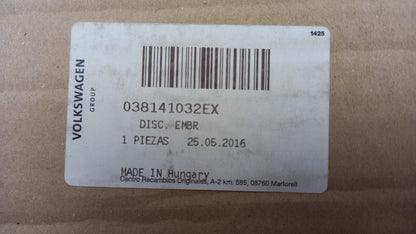 1425
VOLKSWAGEN
GROUP
038141032EX
DISC. EMBR
1 PIEZAS 25.05.2016
MADE IN Hungary
Centro Recambios Originales, A-2 km. 585, 08760 Martorell